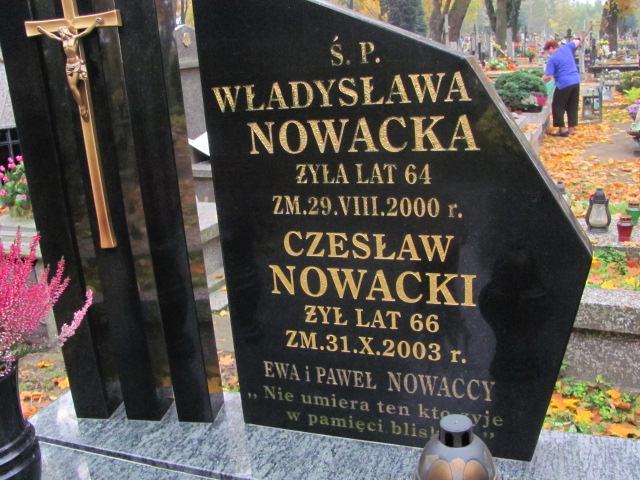 Ś. P.
WŁADYSŁAWA
NOWACKA
ŻYŁA LAT 64
ZM.29.VIII.2000 r.
CZESŁAW
NOWACKI
ŻYŁ LAT 66
ZM.31.X.2003 r.
EWA i PAWEŁ NOWACCY
„Nie umiera ten kto żyje
w pamięci "